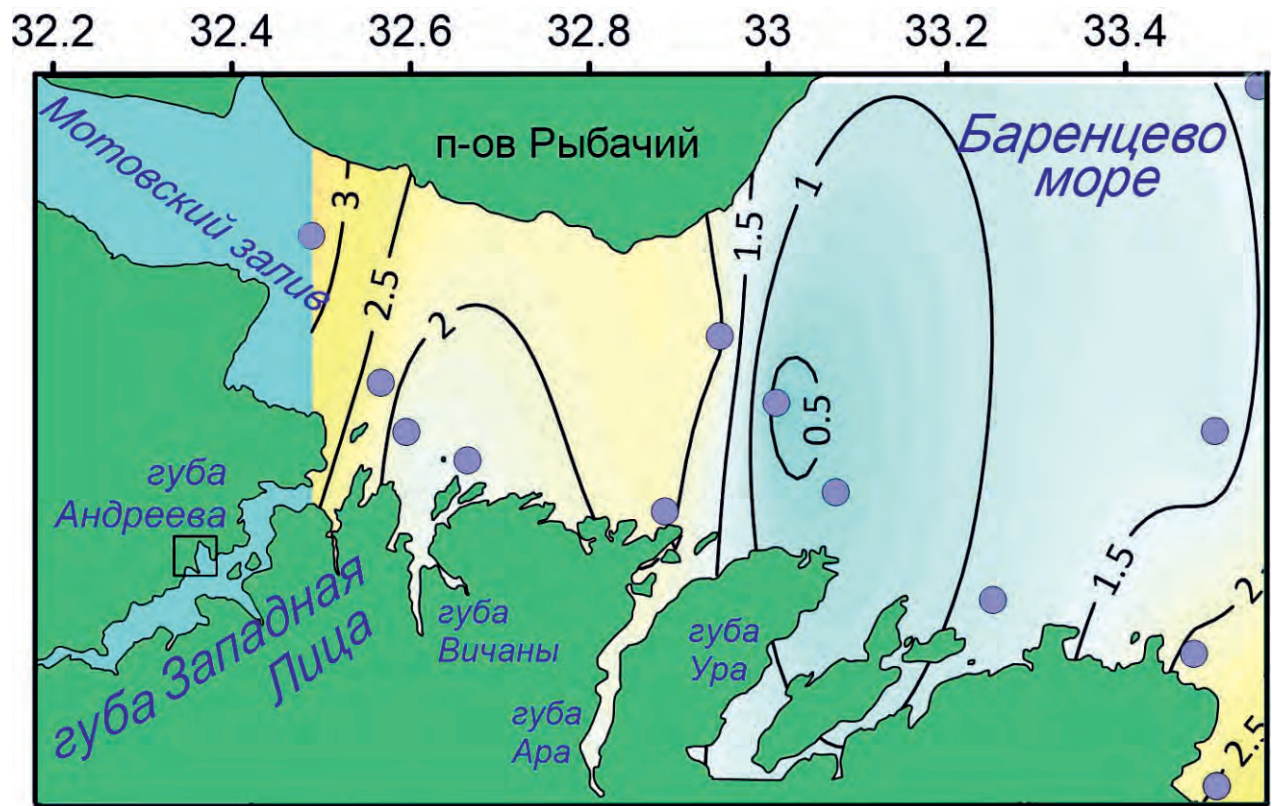 32.2 32.4 32.6 32.8 33 33.2 33.4
Мотовский залив
п-ов Рыбачий
Баренцево
море
3
2.5
2
1.5
1
0.5
1.5
2.
2.5
губа
Андреева
губа Западная
Лица
губа
Вичаны
губа
Ара
губа
Ура